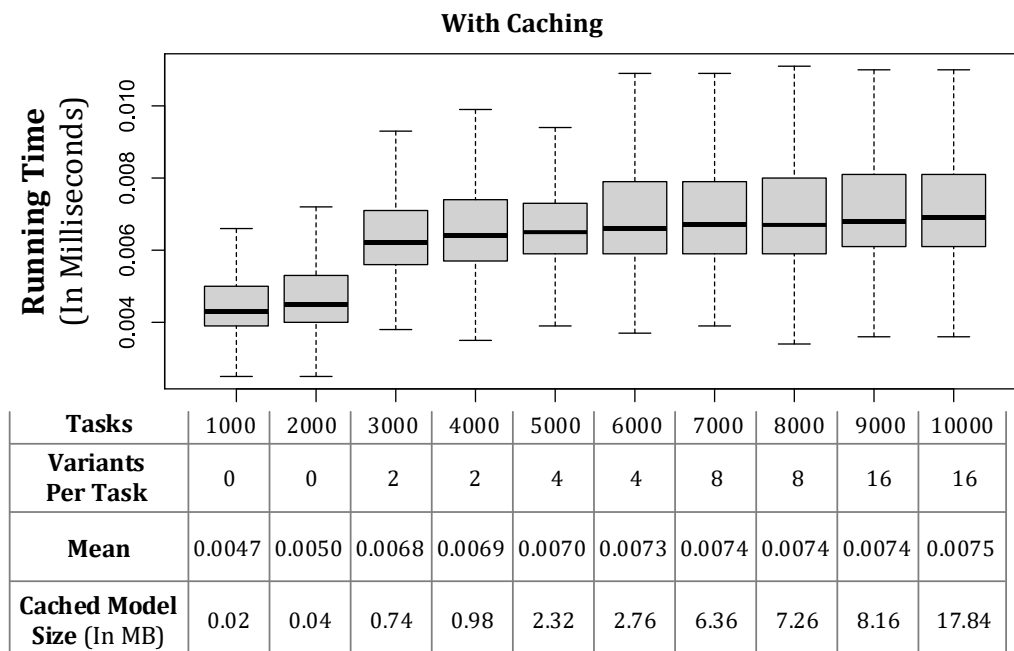 With Caching
Running Time
(In Milliseconds)
0.010
0.008
0.006
0.004
Tasks 1000 2000 3000 4000 5000 6000 7000 8000 9000 10000
Variants
Per Task 0 0 2 2 4 4 8 8 16 16
Mean 0.0047 0.0050 0.0068 0.0069 0.0070 0.0073 0.0074 0.0074 0.0074 0.0075
Cached Model
Size (In MB) 0.02 0.04 0.74 0.98 2.32 2.76 6.36 7.26 8.16 17.84